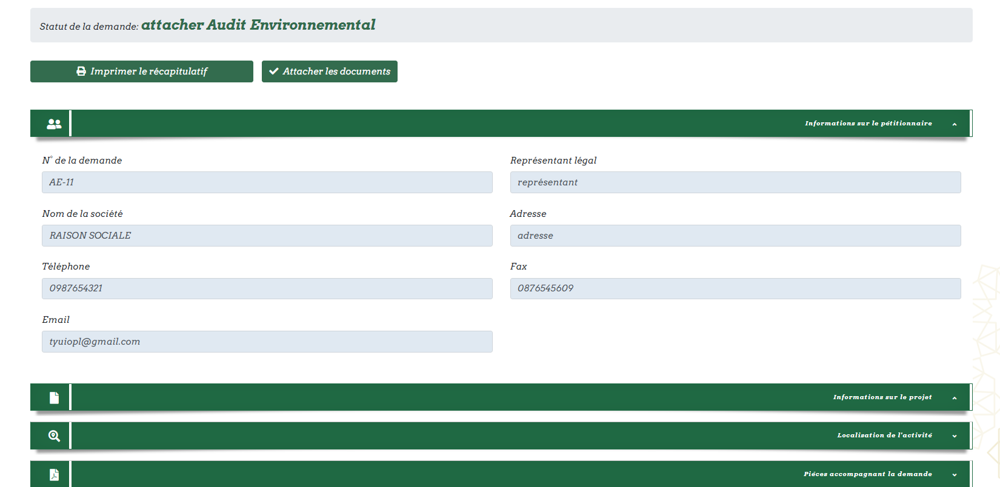 Statut de la demande: attacher Audit Environnemental
Imprimer le récapitulatif
Attacher les documents
Informations sur le pétitionnaire
N° de la demande
Représentant légal
AE-11
représentant
Nom de la société
Adresse
RAISON SOCIALE
adresse
Téléphone
Fax
0987654321
0876545609
Email
tyuiopl@gmail.com
Informations sur le projet
Localisation de l'activité
Piéces accompagnant la demande